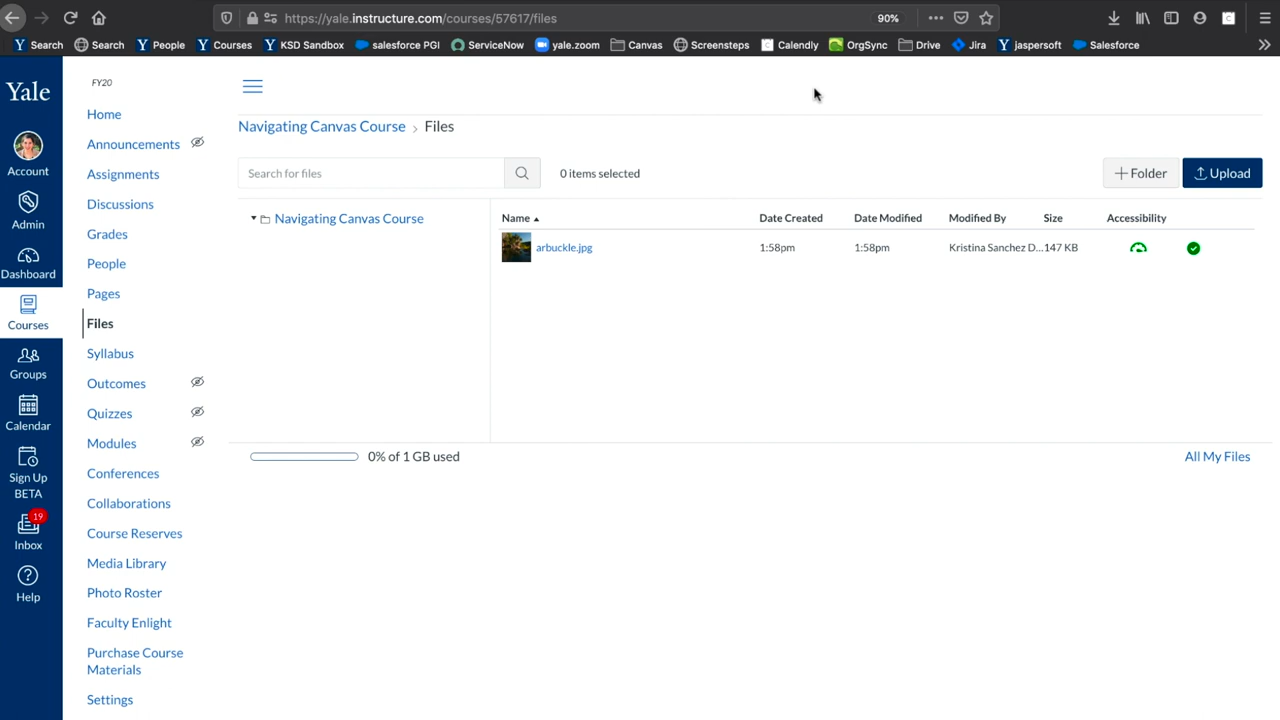 https://yale.instructure.com/courses/57617/files
90%
Search
Search
People
Courses
KSD Sandbox
salesforce PGI
ServiceNow
yale.zoom
Canvas
Screensteps
Calendly
OrgSync
Drive
Jira
jaspersoft
Salesforce
Yale
Account
Admin
Dashboard
Courses
Groups
Calendar
Sign Up
BETA
19
Inbox
Help
FY20
Home
Announcements
Assignments
Discussions
Grades
People
Pages
Files
Syllabus
Outcomes
Quizzes
Modules
Conferences
Collaborations
Course Reserves
Media Library
Photo Roster
Faculty Enlight
Purchase Course
Materials
Settings
Navigating Canvas Course › Files
Search for files
0 items selected
+ Folder
Upload
Navigating Canvas Course
Name Date Created Date Modified Modified By Size Accessibility
arbuckle.jpg 1:58pm 1:58pm Kristina Sanchez D... 147 KB
0% of 1 GB used
All My Files